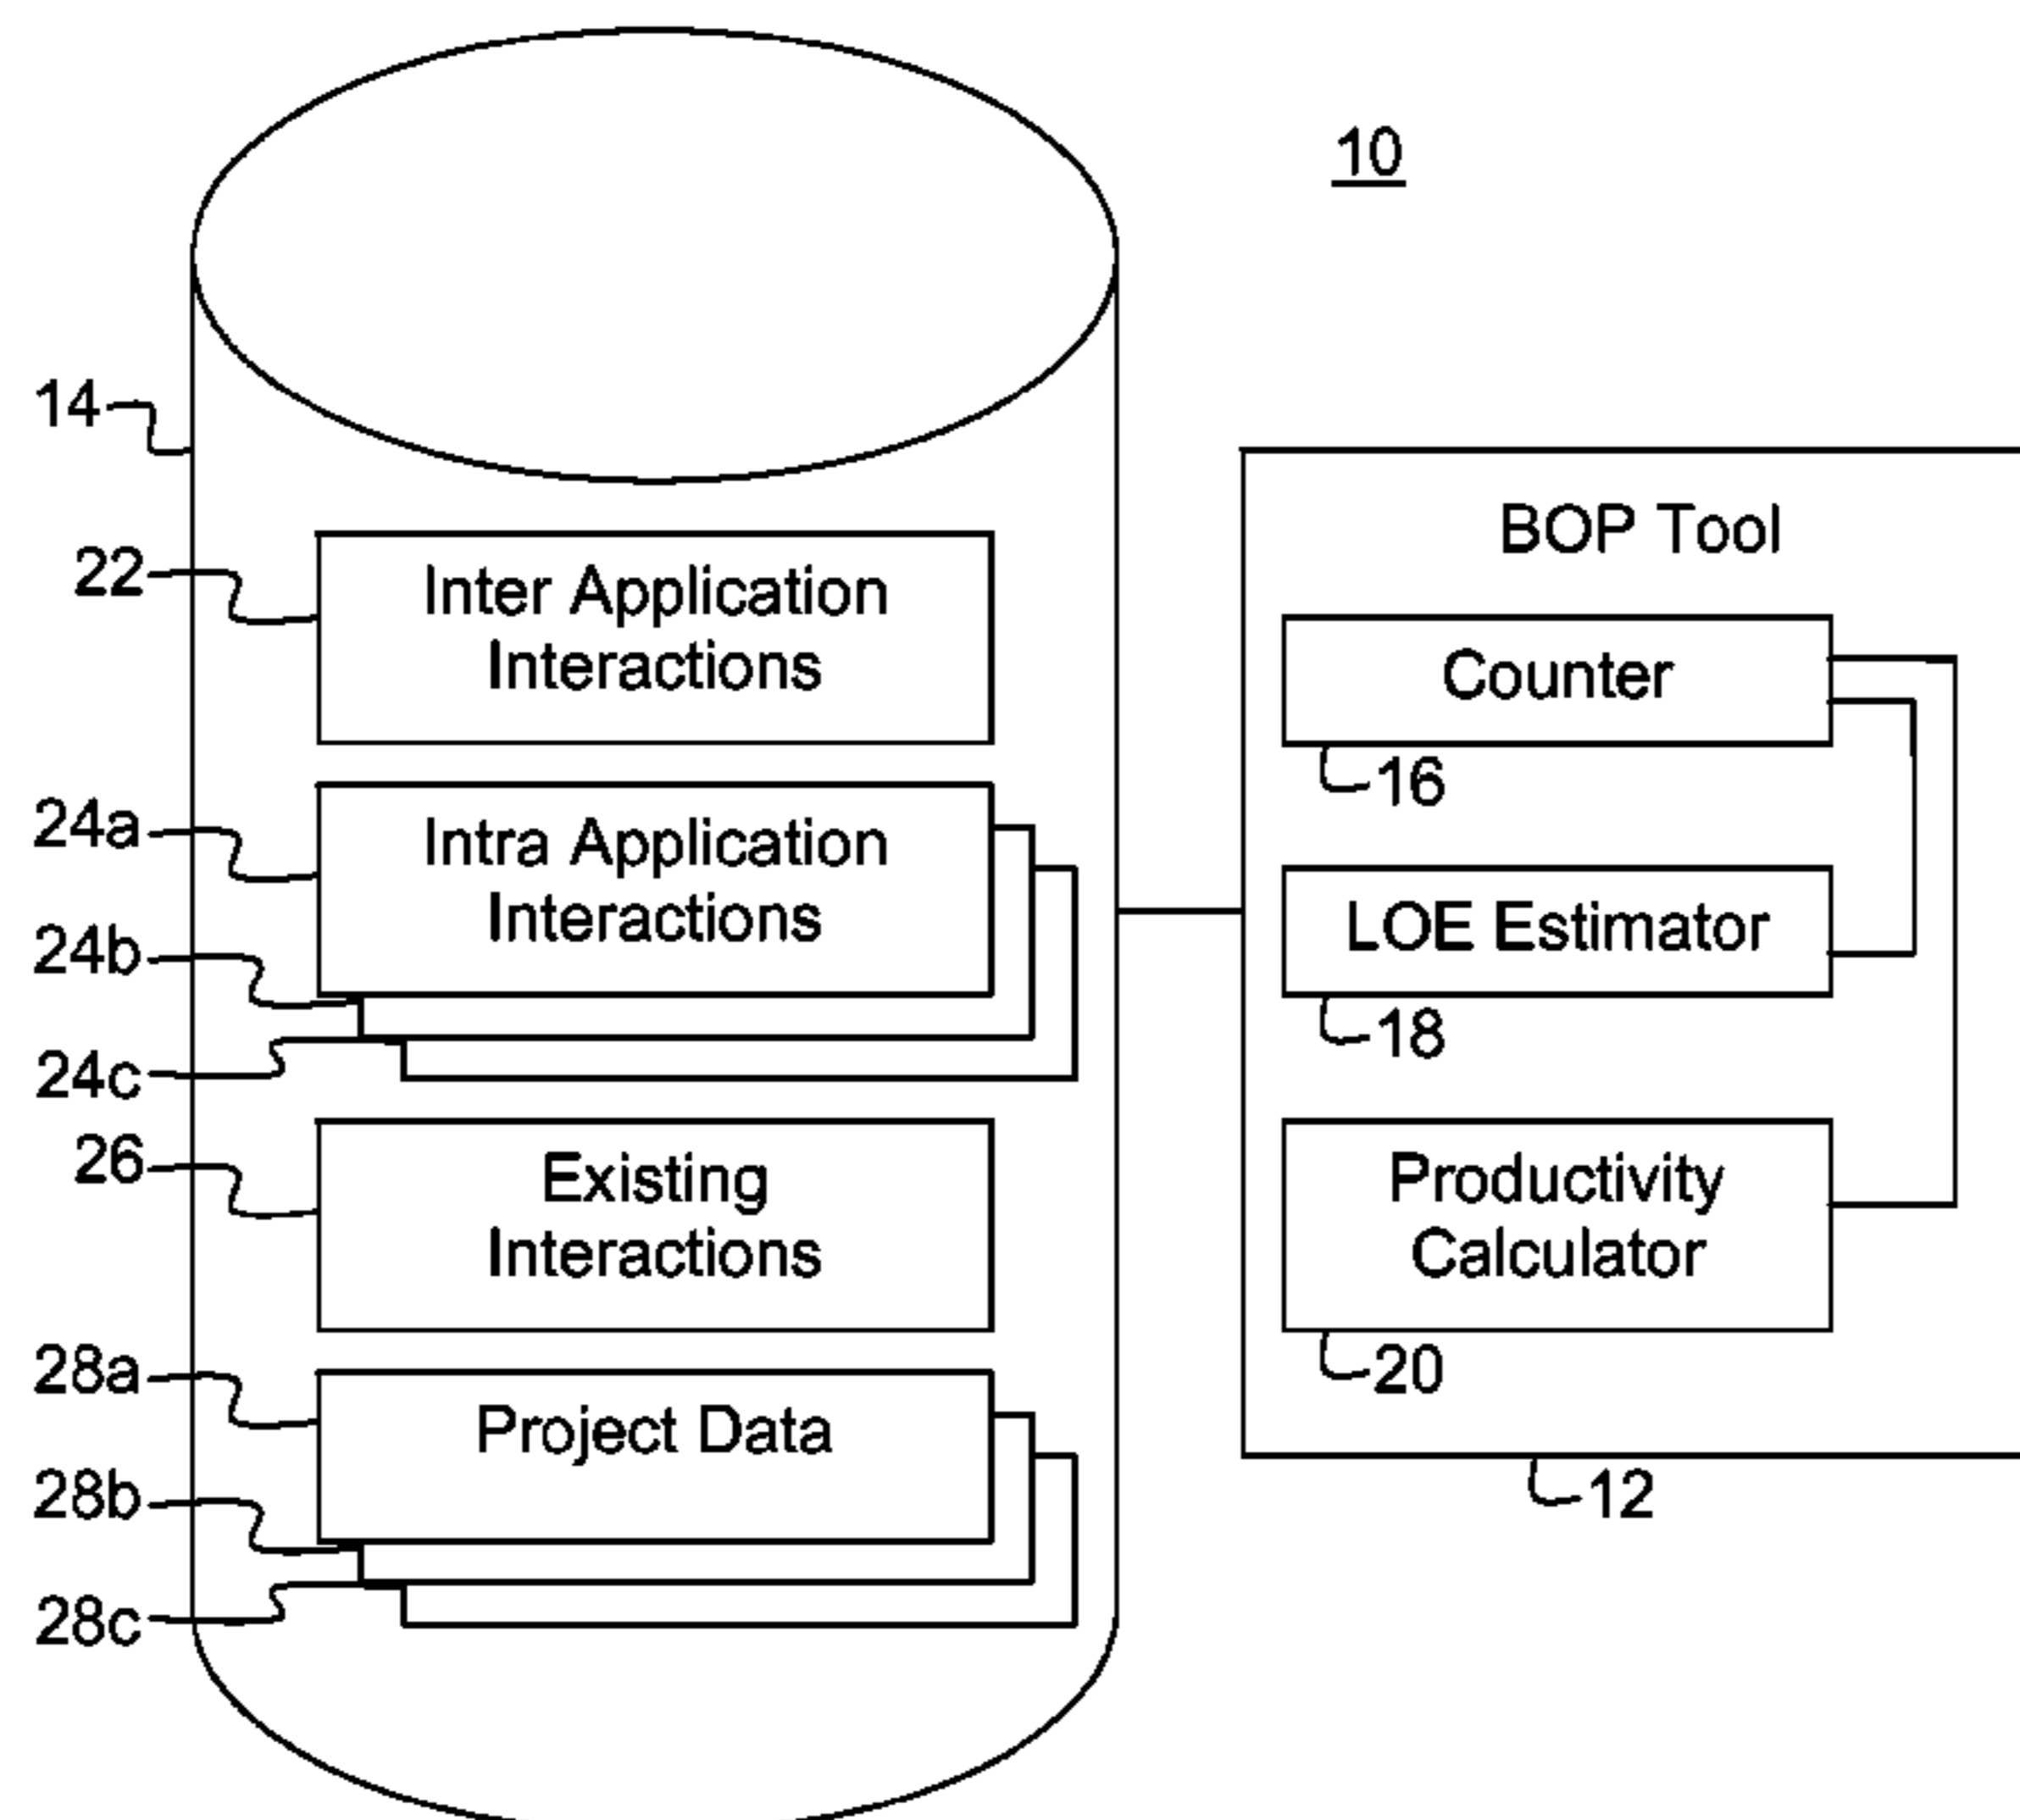 10
14
22
Inter Application
Interactions
24a
Intra Application
Interactions
24b
24c
26
Existing
Interactions
28a
Project Data
28b
28c
BOP Tool
Counter
16
LOE Estimator
18
Productivity
Calculator
20
12